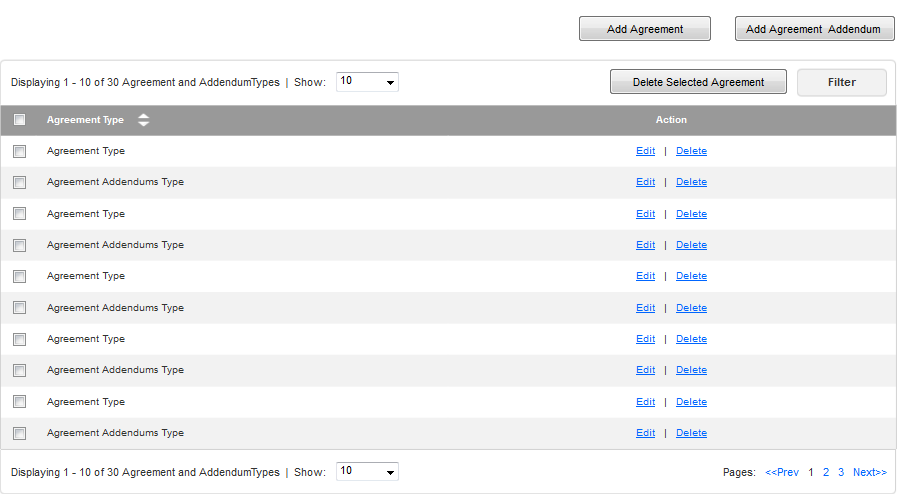 Add Agreement Add Agreement  Addendum
Displaying 1 - 10 of 30 Agreement and AddendumTypes | Show: 10 Delete Selected Agreement Filter
Agreement Type Action
Agreement Type Edit | Delete
Agreement Addendums Type Edit | Delete
Agreement Type Edit | Delete
Agreement Addendums Type Edit | Delete
Agreement Type Edit | Delete
Agreement Addendums Type Edit | Delete
Agreement Type Edit | Delete
Agreement Addendums Type Edit | Delete
Agreement Type Edit | Delete
Agreement Addendums Type Edit | Delete
Displaying 1 - 10 of 30 Agreement and AddendumTypes | Show: 10 Pages: <<Prev 1 2 3 Next>>